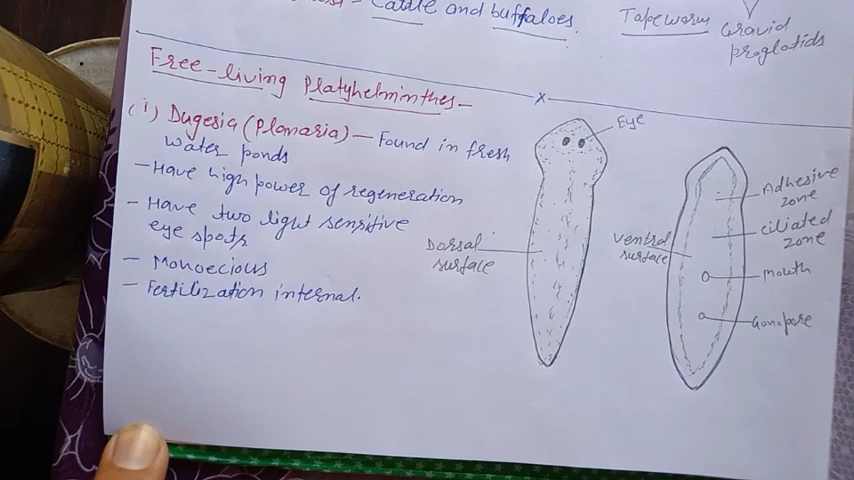 - Cattle and buffaloes.
Tapeworm
Gravid
proglotids
x
Free-living Platyhelminthes-
(i) Dugesia (Planaria) - Found in fresh
water ponds
- Have high power of regeneration
- Have two light sensitive
eye spots
- Monoecious
- Fertilization internal.
Eye
Dorsal
surface
Ventral
surface
Adhesive
zone
ciliated
zone
mouth
Gonopore